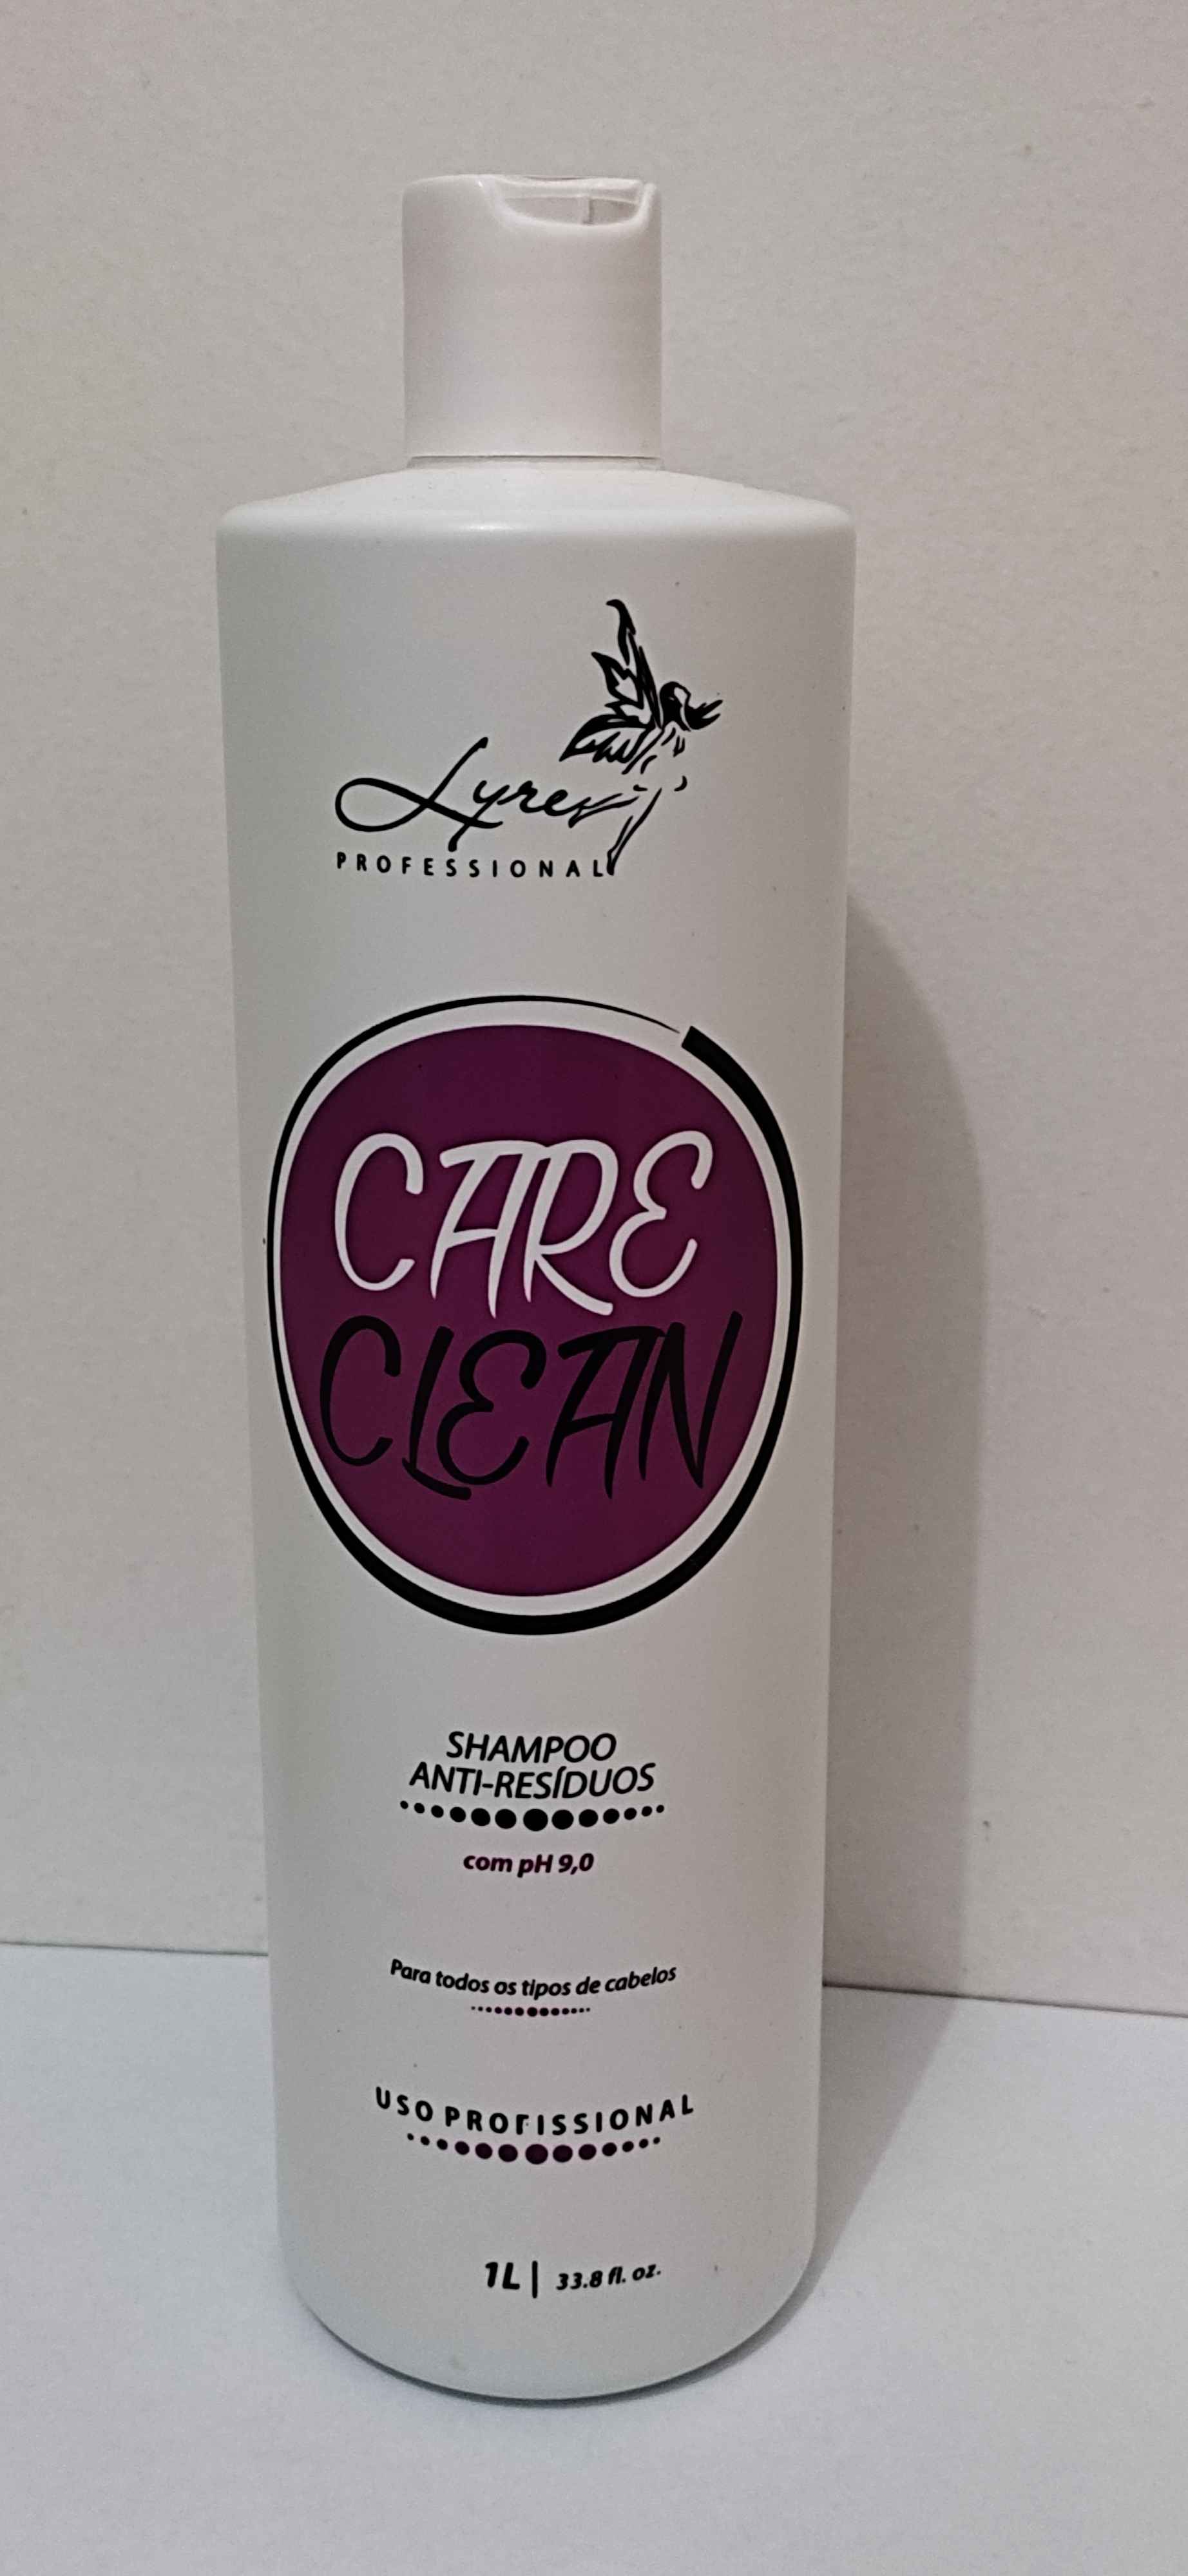 Lyrev
PROFESSIONAL
CARE
CLEAN
SHAMPOO
ANTI-RESÍDUOS
com pH 9,0
Para todos os tipos de cabelos
USO PROFISSIONAL
1L | 33.8 fl. oz.